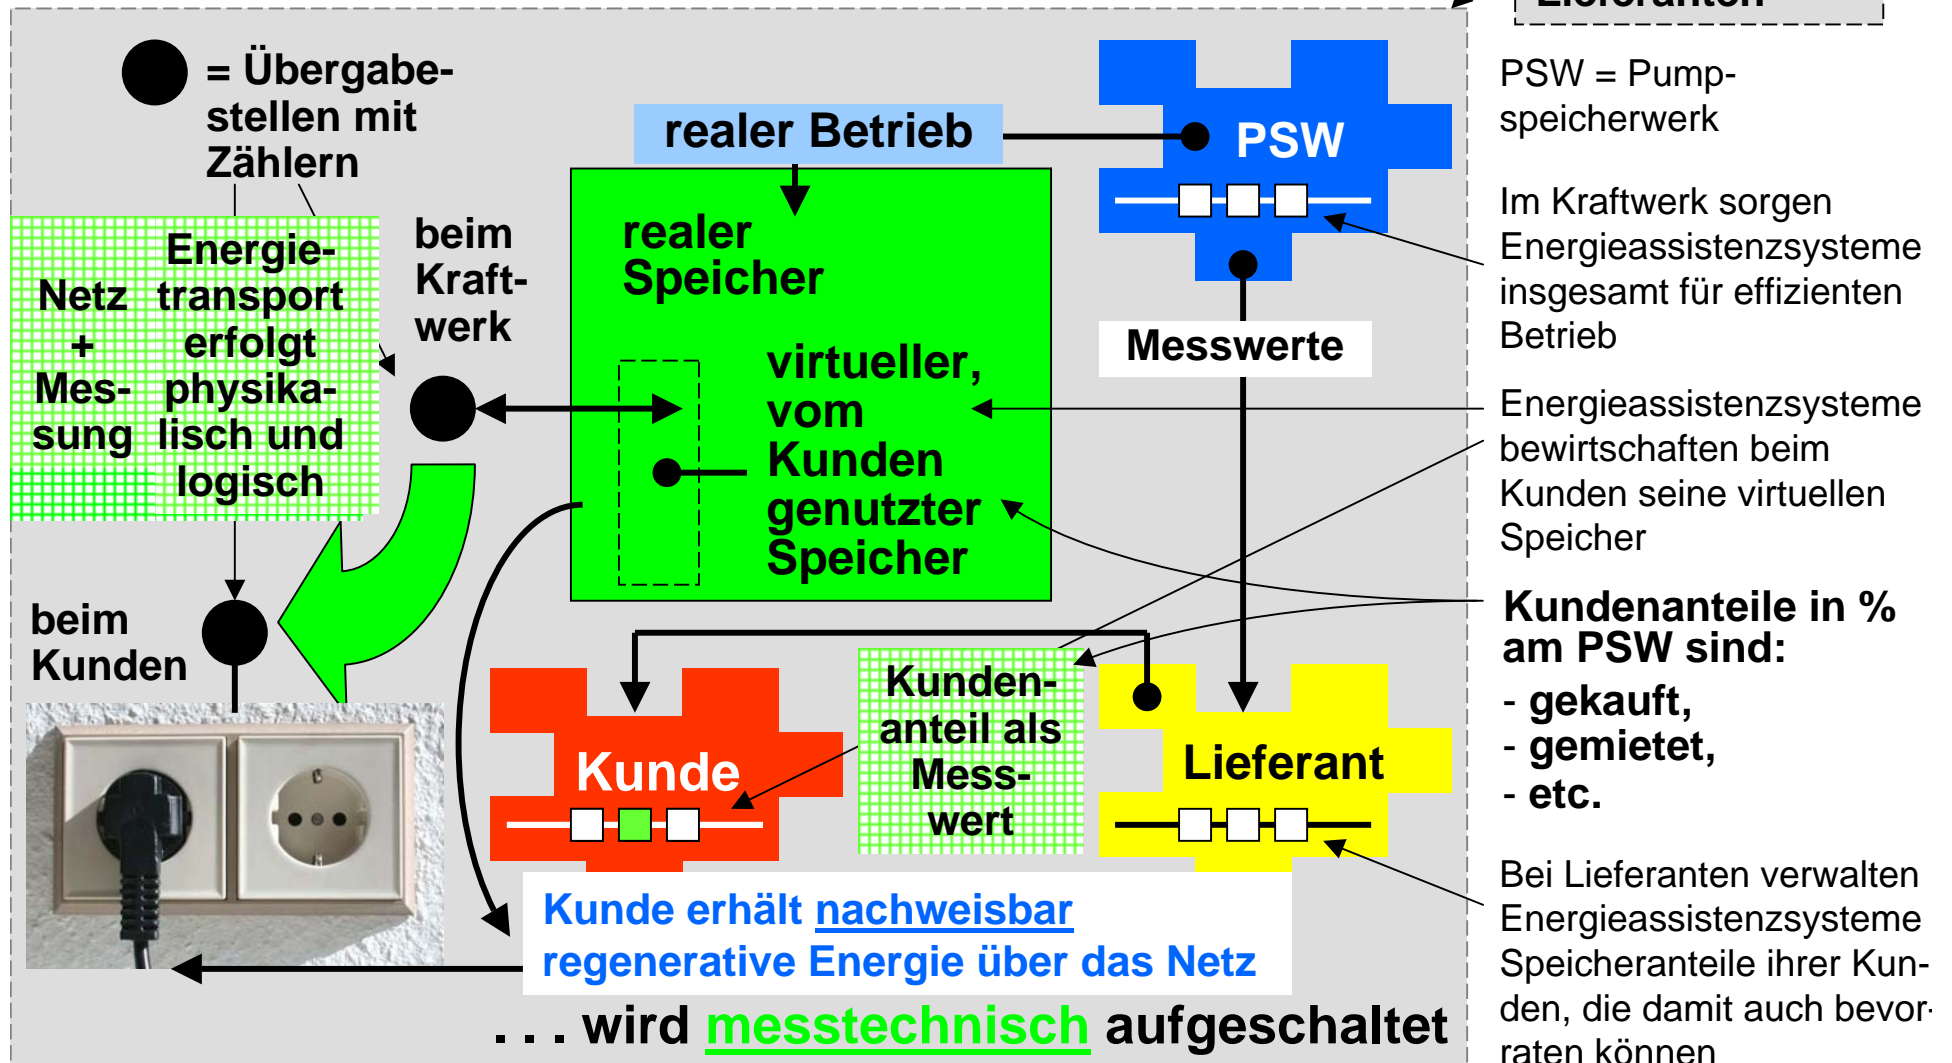 Lieferanten
= Übergabe-
stellen mit
Zählern
realer Betrieb
PSW
PSW = Pump-
speicherwerk
Netz
+
Mes-
sung
Energie-
transport
erfolgt
physika-
lisch und
logisch
beim
Kraft-
werk
realer
Speicher
virtueller,
vom
Kunden
genutzter
Speicher
Messwerte
Im Kraftwerk sorgen
Energieassistenzsysteme
insgesamt für effizienten
Betrieb
Energieassistenzsysteme
bewirtschaften beim
Kunden seine virtuellen
Speicher
beim
Kunden
Kunde
Kunden-
anteil als
Mess-
wert
Lieferant
Kundenanteile in %
am PSW sind:
- gekauft,
- gemietet,
- etc.
Kunde erhält nachweisbar
regenerative Energie über das Netz
. . . wird messtechnisch aufgeschaltet
Bei Lieferanten verwalten
Energieassistenzsysteme
Speicheranteile ihrer Kun-
den, die damit auch bevor-
raten können